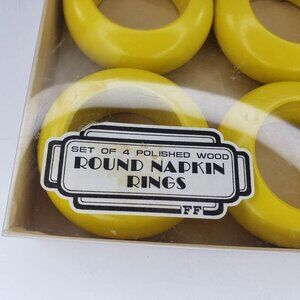 SET OF 4 POLISHED WOOD
ROUND NAPKIN
RINGS
FF